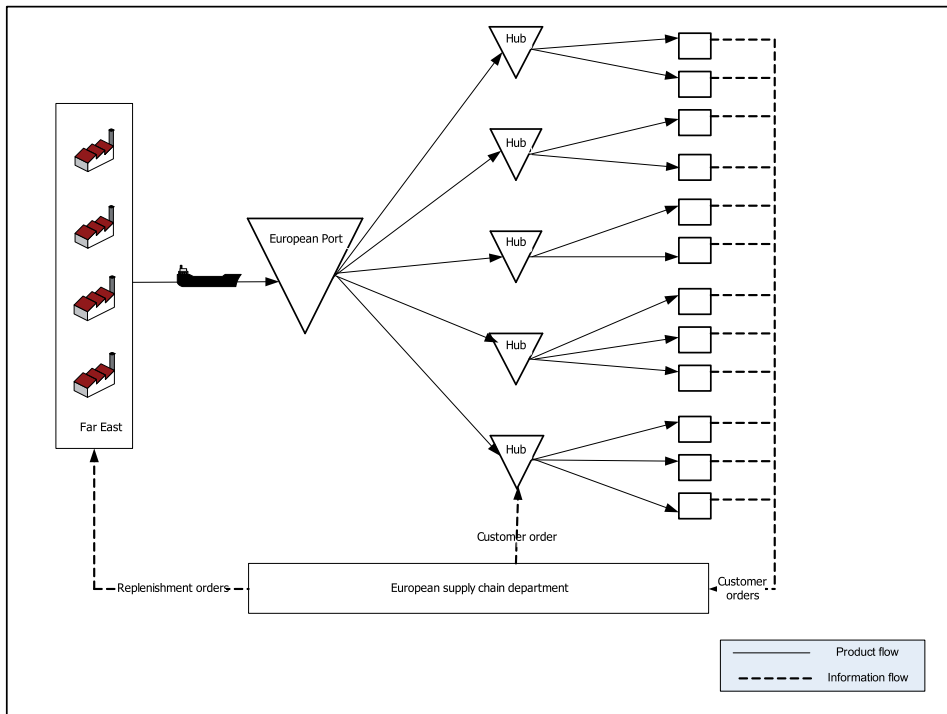 Hub
Hub
European Port
Hub
Hub
Far East
Hub
Customer order
Replenishment orders
European supply chain department
Customer
orders
Product flow
Information flow